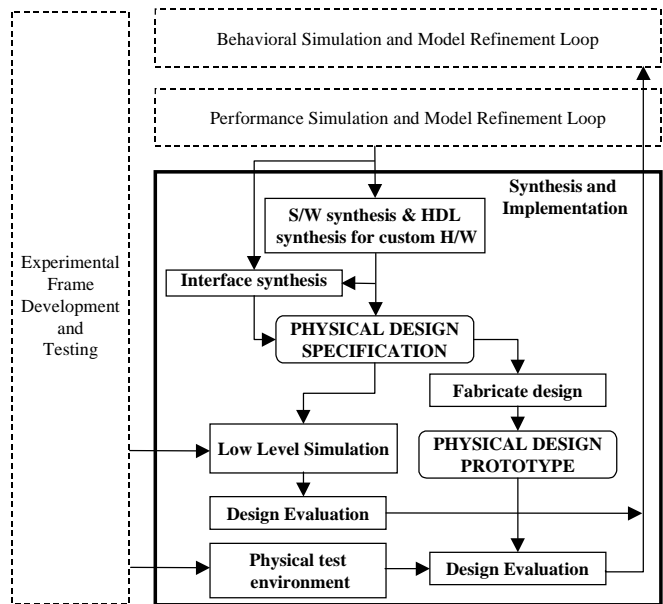 Behavioral Simulation and Model Refinement Loop
Performance Simulation and Model Refinement Loop
Synthesis and
Implementation
S/W synthesis & HDL
synthesis for custom H/W
Experimental
Frame
Development
and
Testing
Interface synthesis
PHYSICAL DESIGN
SPECIFICATION
Fabricate design
Low Level Simulation
PHYSICAL DESIGN
PROTOTYPE
Design Evaluation
Physical test
environment
Design Evaluation